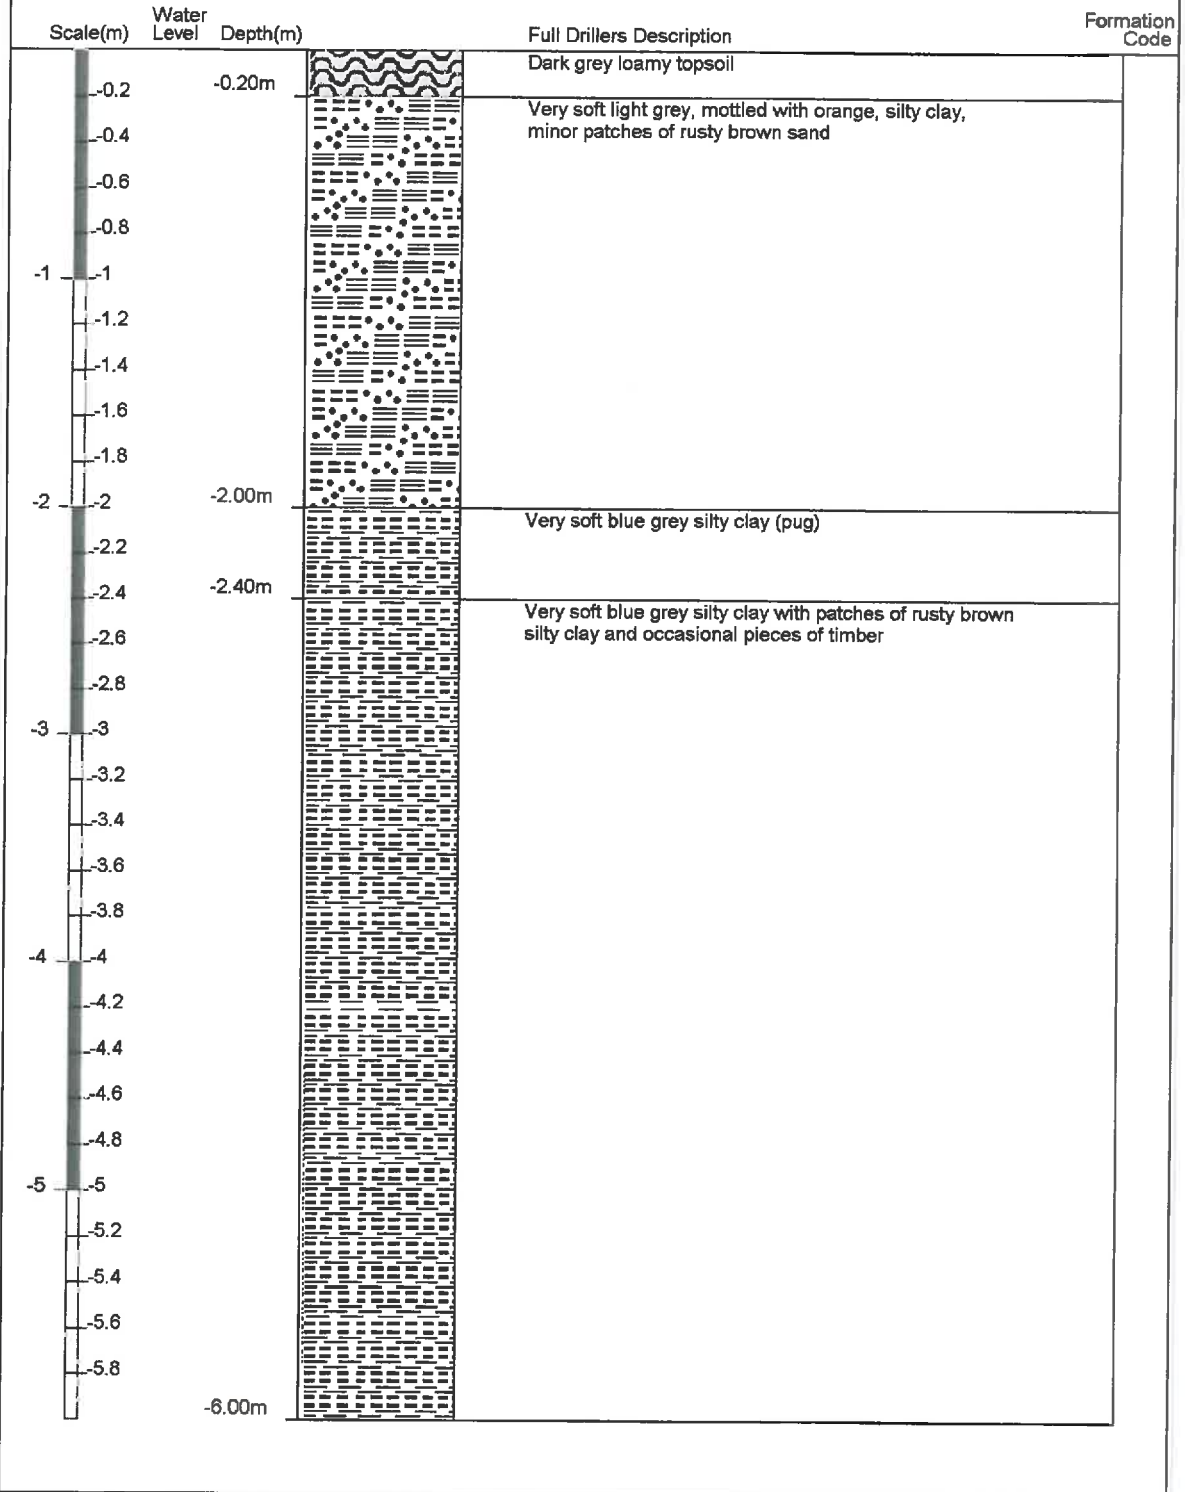 Scale(m) Water Level Depth(m) Full Drillers Description Formation Code
Dark grey loamy topsoil
-0.20m
-0.2
Very soft light grey, mottled with orange, silty clay,
minor patches of rusty brown sand
-0.4
-0.6
-0.8
-1 -1
-1.2
-1.4
-1.6
-1.8
-2.00m
-2 -2
Very soft blue grey silty clay (pug)
-2.2
-2.40m
-2.4
Very soft blue grey silty clay with patches of rusty brown
silty clay and occasional pieces of timber
-2.6
-2.8
-3 -3
-3.2
-3.4
-3.6
-3.8
-4 -4
-4.2
-4.4
-4.6
-4.8
-5 -5
-5.2
-5.4
-5.6
-5.8
-6.00m